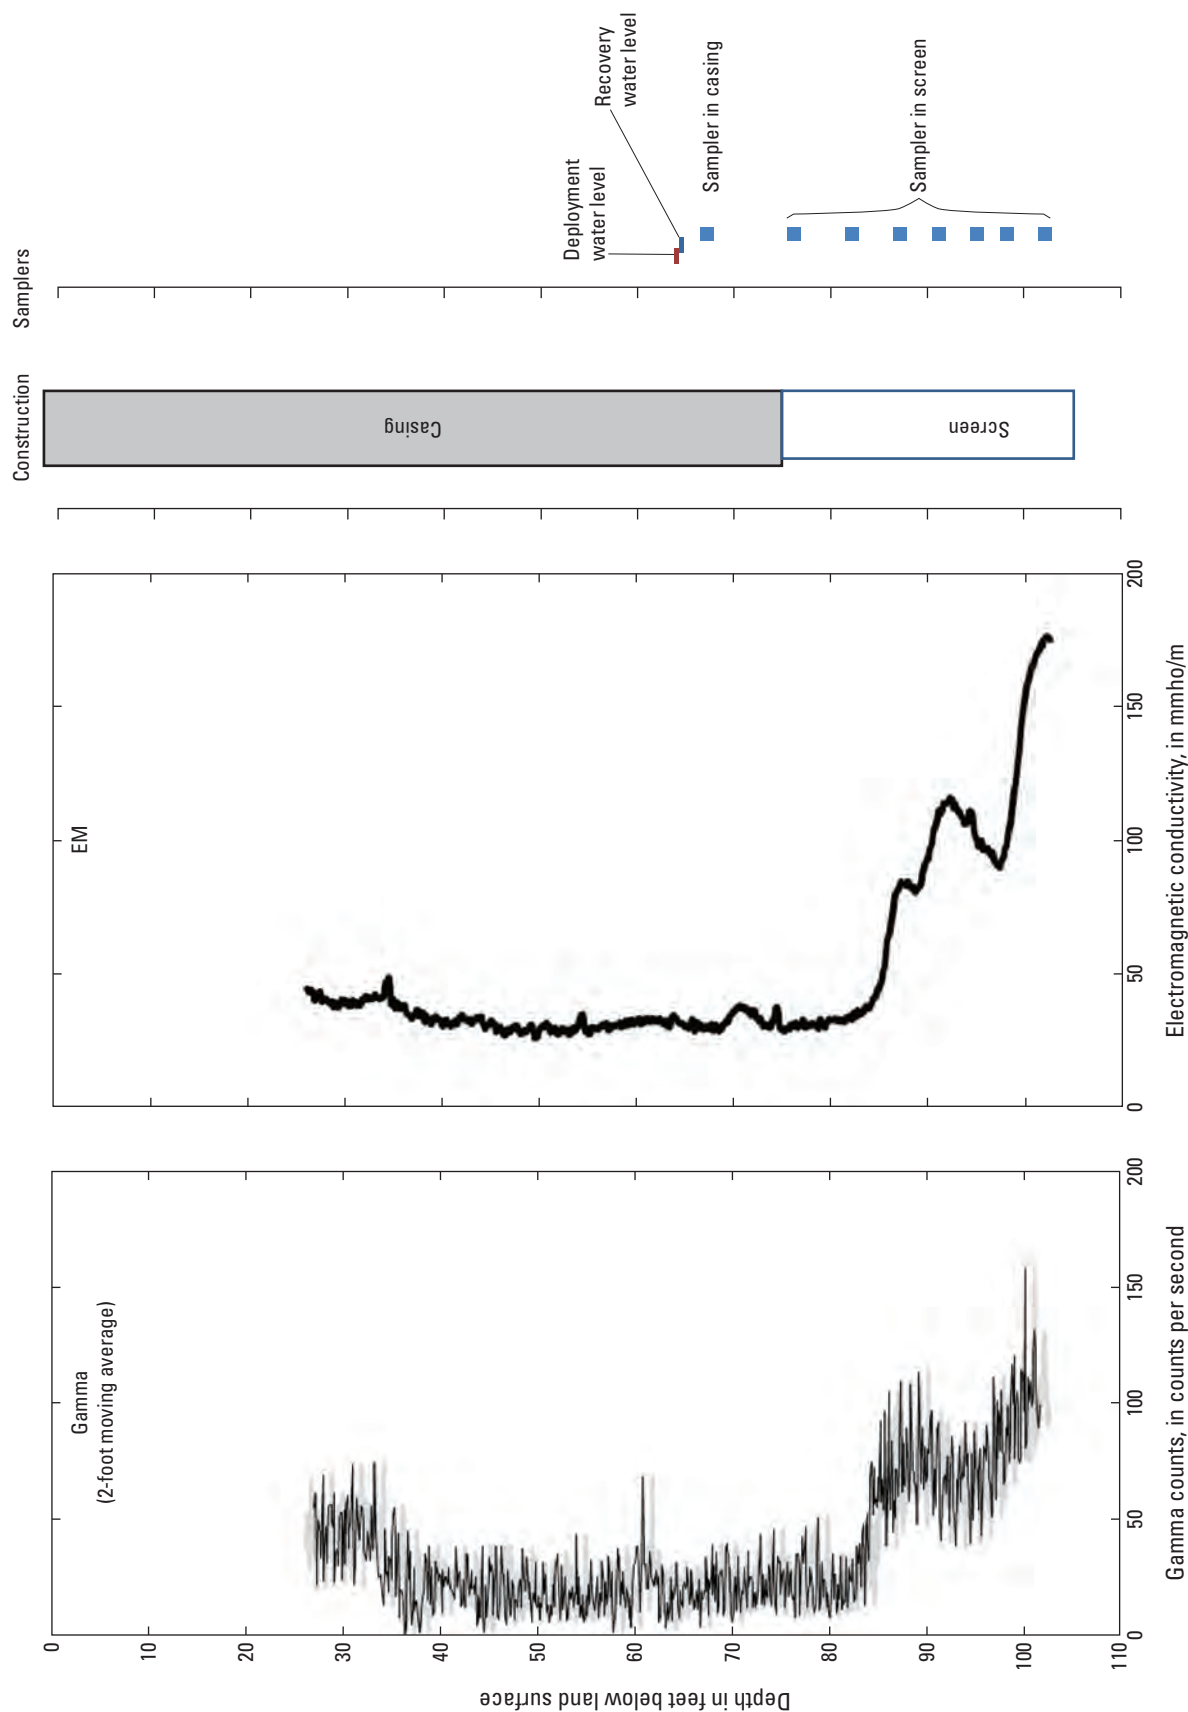 Depth in feet below land surface
0
10
20
30
40
50
60
70
80
90
100
110
Gamma
(2-foot moving average)
0
50
100
150
200
Gamma counts, in counts per second
EM
0
50
100
150
200
Electromagnetic conductivity, in mmho/m
Construction
Casing
Screen
Samplers
Deployment
water level
Recovery
water level
Sampler in casing
Sampler in screen